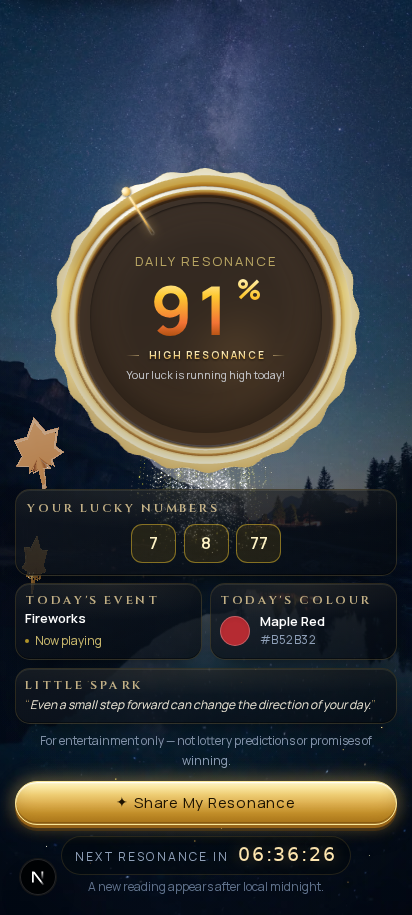 DAILY RESONANCE
91%
HIGH RESONANCE
Your luck is running high today!
YOUR LUCKY NUMBERS
7 8 77
TODAY'S EVENT
Fireworks
Now playing
TODAY'S COLOUR
Maple Red
#B52B32
LITTLE SPARK
"Even a small step forward can change the direction of your day."
For entertainment only — not lottery predictions or promises of
winning.
✦ Share My Resonance
NEXT RESONANCE IN 06:36:26
N
A new reading appears after local midnight.